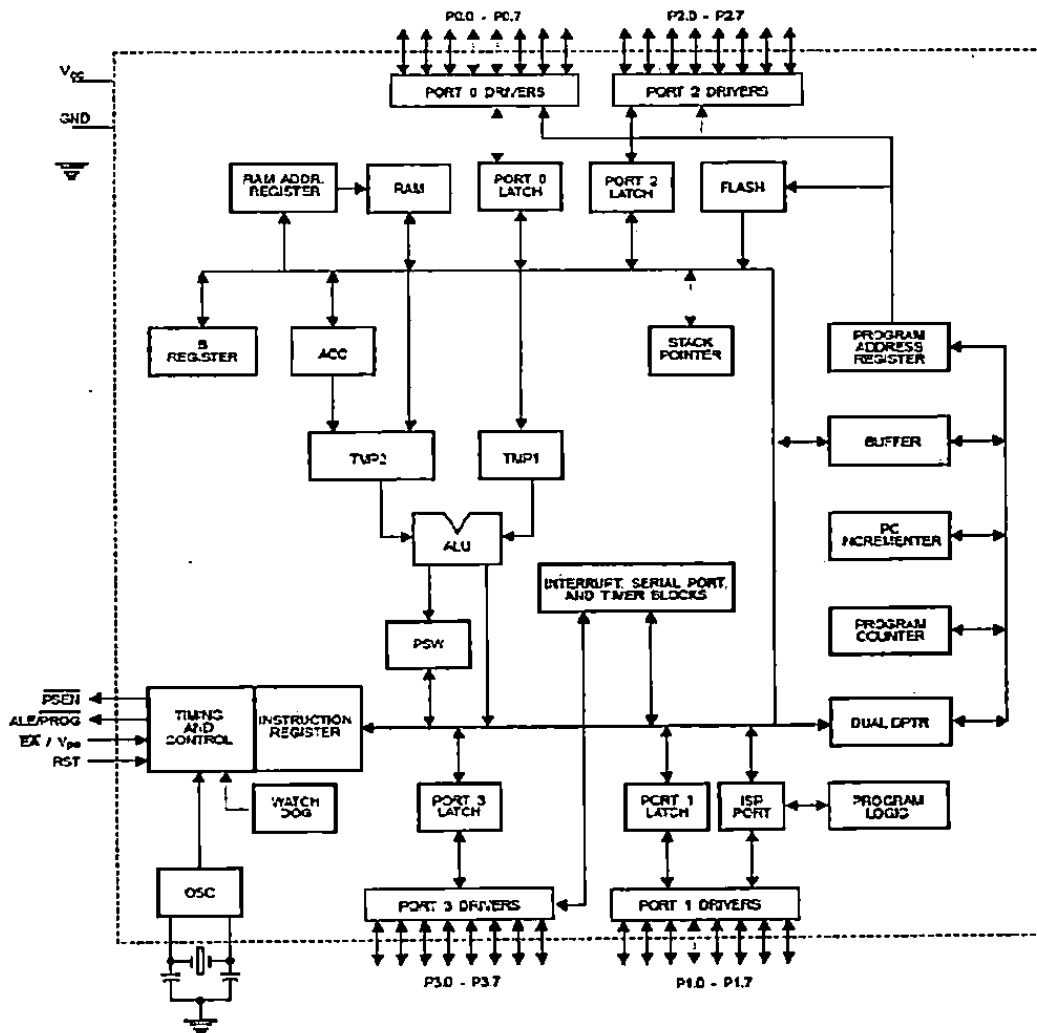 P0.0 - P0.7
P2.0 - P2.7
VCC
GND
PORT 0 DRIVERS
PORT 2 DRIVERS
RAM ADDR.
REGISTER
RAM
PORT 0
LATCH
PORT 2
LATCH
FLASH
B
REGISTER
ACC
STACK
POINTER
PROGRAM
ADDRESS
REGISTER
TMP2
TMP1
BUFFER
ALU
PC
INCREMENTER
INTERRUPT, SERIAL PORT,
AND TIMER BLOCKS
PSW
PROGRAM
COUNTER
PSEN
ALE/PROG
EA / VPP
RST
TIMING
AND
CONTROL
INSTRUCTION
REGISTER
DUAL DPTR
WATCH
DOG
PORT 3
LATCH
PORT 1
LATCH
ISP
PORT
PROGRAM
LOGIC
OSC
PORT 3 DRIVERS
PORT 1 DRIVERS
P3.0 - P3.7
P1.0 - P1.7